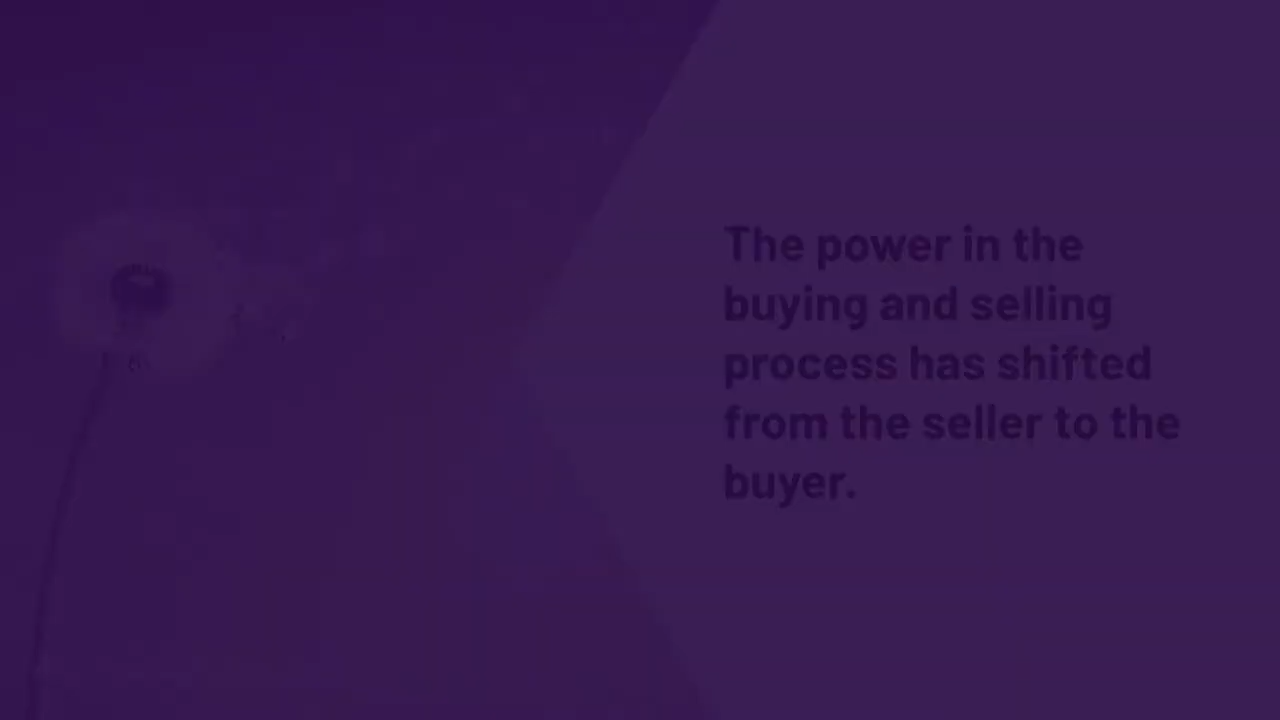 The power in the
buying and selling
process has shifted
from the seller to the
buyer.